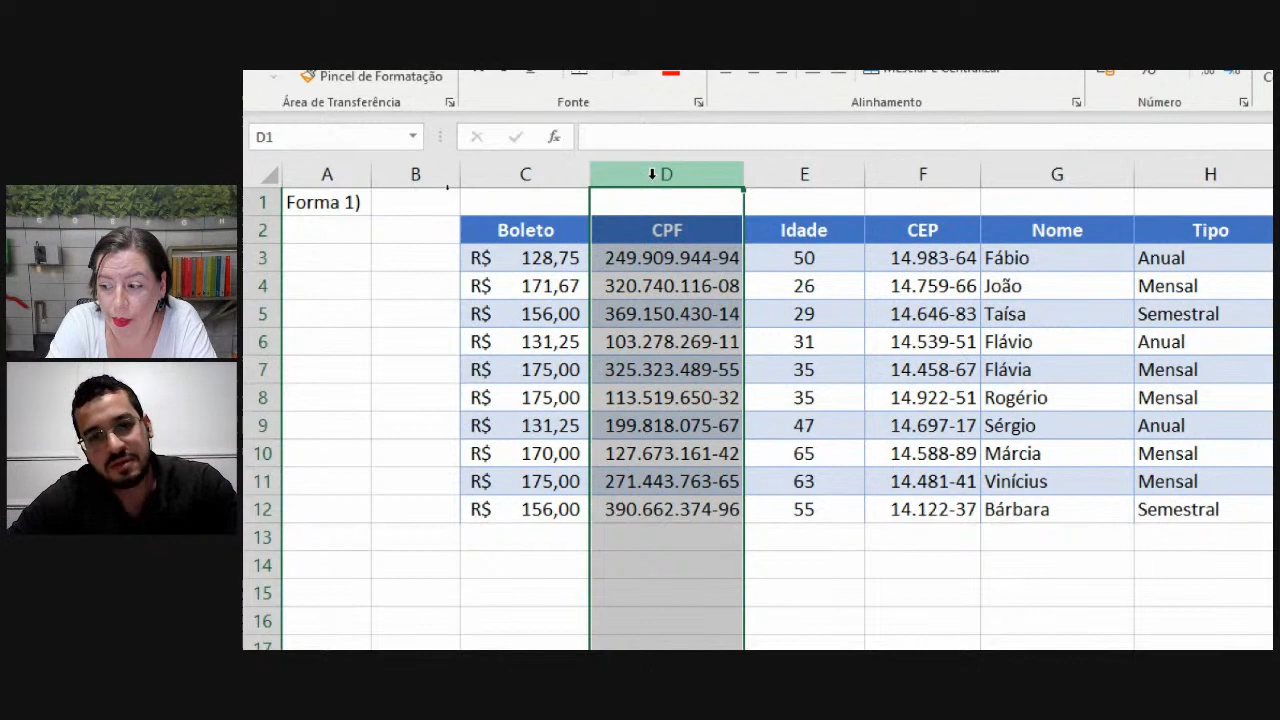 Pincel de Formatação
Área de Transferência Fonte Alinhamento Número
D1 fx
A B C D E F G H
1 Forma 1)
2 Boleto CPF Idade CEP Nome Tipo
3 R$ 128,75 249.909.944-94 50 14.983-64 Fábio Anual
4 R$ 171,67 320.740.116-08 26 14.759-66 João Mensal
5 R$ 156,00 369.150.430-14 29 14.646-83 Taísa Semestral
6 R$ 131,25 103.278.269-11 31 14.539-51 Flávio Anual
7 R$ 175,00 325.323.489-55 35 14.458-67 Flávia Mensal
8 R$ 175,00 113.519.650-32 35 14.922-51 Rogério Mensal
9 R$ 131,25 199.818.075-67 47 14.697-17 Sérgio Anual
10 R$ 170,00 127.673.161-42 65 14.588-89 Márcia Mensal
11 R$ 175,00 271.443.763-65 63 14.481-41 Vinícius Mensal
12 R$ 156,00 390.662.374-96 55 14.122-37 Bárbara Semestral
13
14
15
16
17